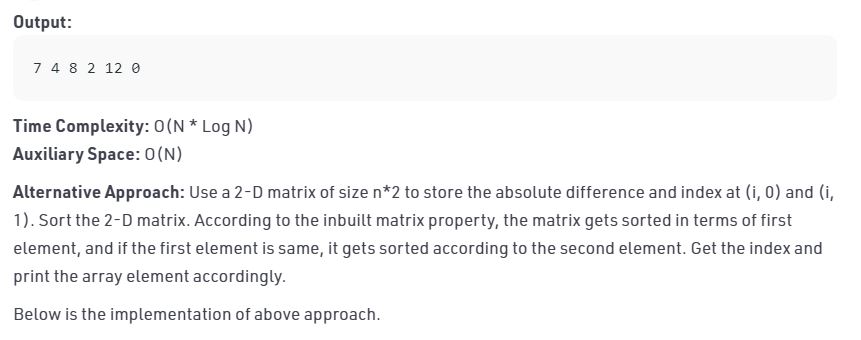 Output:
7 4 8 2 12 0
Time Complexity: O(N * Log N)
Auxiliary Space: O(N)
Alternative Approach: Use a 2-D matrix of size n*2 to store the absolute difference and index at (i, 0) and (i,
1). Sort the 2-D matrix. According to the inbuilt matrix property, the matrix gets sorted in terms of first
element, and if the first element is same, it gets sorted according to the second element. Get the index and
print the array element accordingly.
Below is the implementation of above approach.